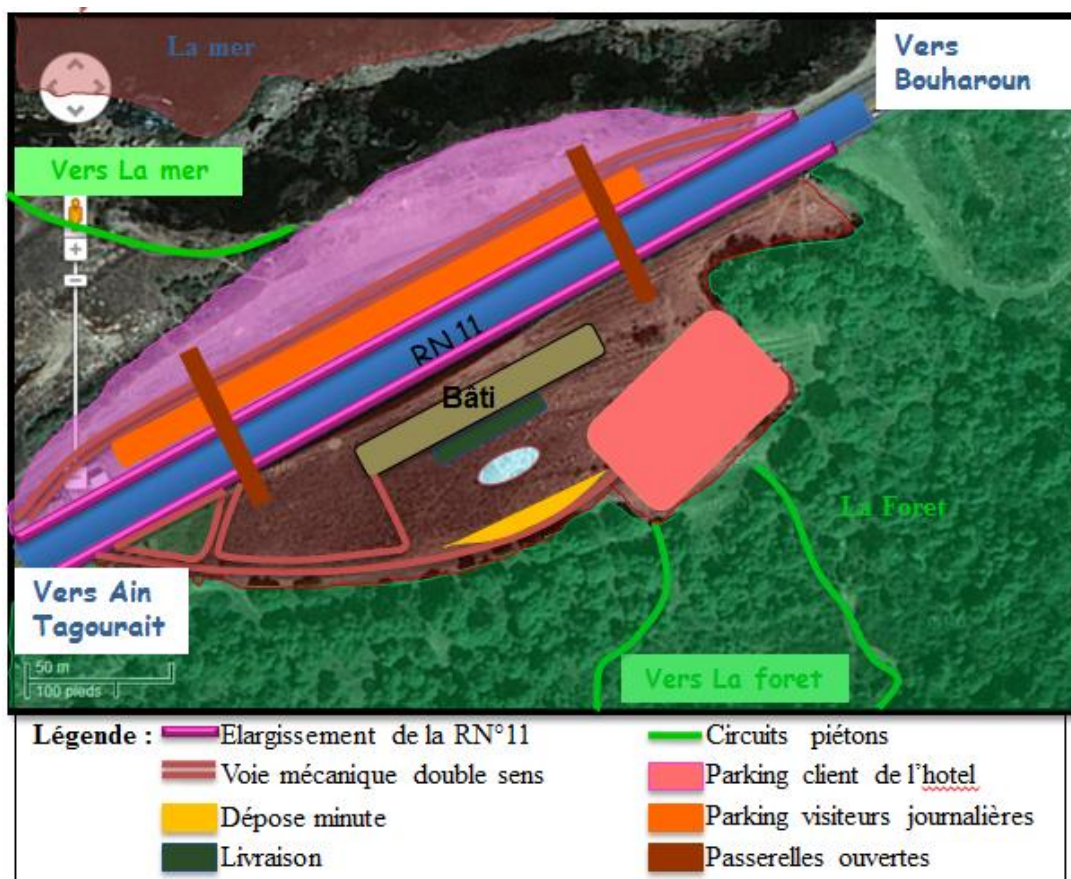 La mer
Vers
Bouharoun
Vers La mer
RN 11
Bâti
La Foret
Vers Ain
Tagourait
Vers La foret
50 m
100 pieds
Légende :
Elargissement de la RN°11
Circuits piétons
Voie mécanique double sens
Parking client de l'hotel
Dépose minute
Parking visiteurs journalières
Livraison
Passerelles ouvertes